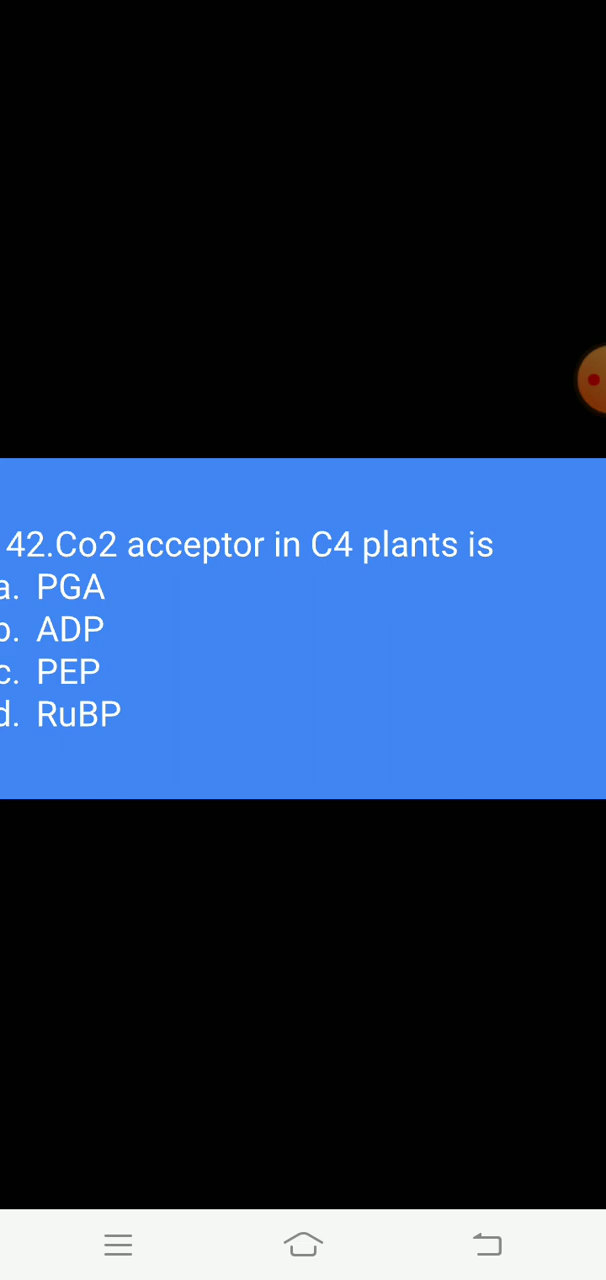 42.Co2 acceptor in C4 plants is
a. PGA
b. ADP
c. PEP
d. RuBP